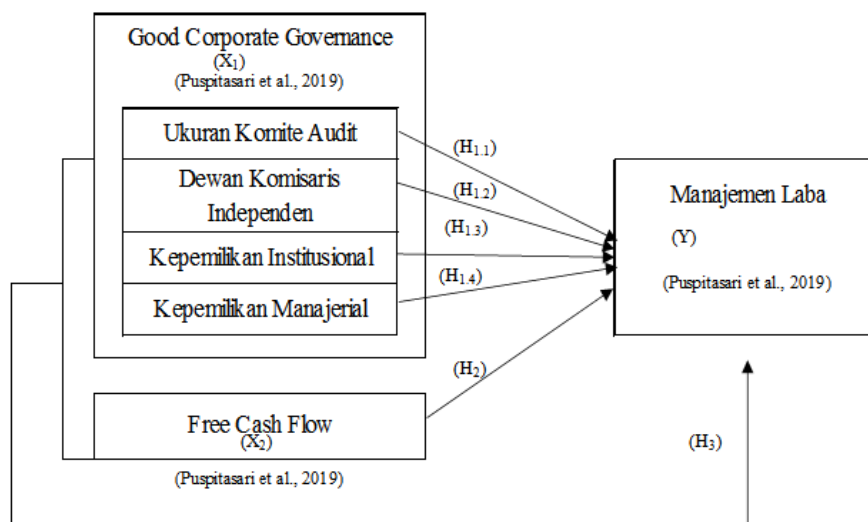 Good Corporate Governance
(X₁)
(Puspitasari et al., 2019)
Ukuran Komite Audit
Dewan Komisaris
Independen
Kepemilikan Institusional
Kepemilikan Manajerial
(H₁.₁)
(H₁.₂)
(H₁.₃)
(H₁.₄)
Manajemen Laba
(Y)
(Puspitasari et al., 2019)
(H₂)
Free Cash Flow
(X₂)
(Puspitasari et al., 2019)
(H₃)